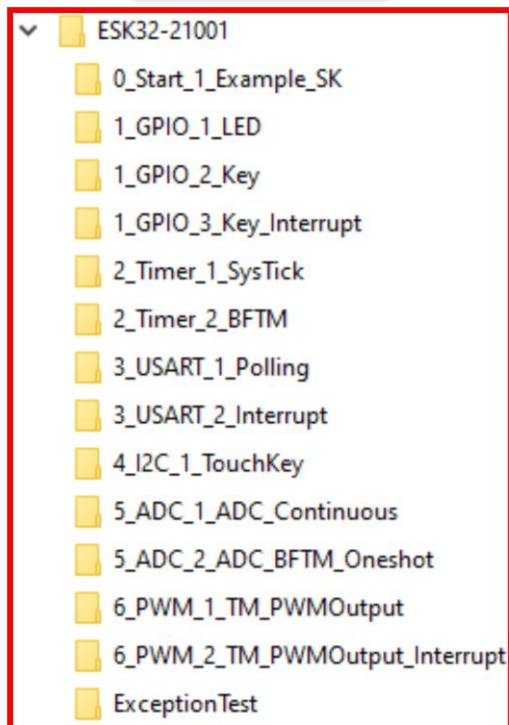 ESK32-21001
0_Start_1_Example_SK
1_GPIO_1_LED
1_GPIO_2_Key
1_GPIO_3_Key_Interrupt
2_Timer_1_SysTick
2_Timer_2_BFTM
3_USART_1_Polling
3_USART_2_Interrupt
4_I2C_1_TouchKey
5_ADC_1_ADC_Continuous
5_ADC_2_ADC_BFTM_Oneshot
6_PWM_1_TM_PWMOutput
6_PWM_2_TM_PWMOutput_Interrupt
ExceptionTest